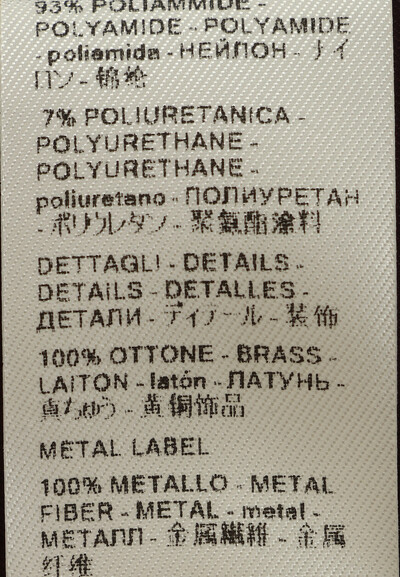 93% POLIAMMIDE -
POLYAMIDE - POLYAMIDE
- poliamida - НЕЙЛОН - ナイ
ロン - 锦纶
7% POLIURETANICA -
POLYURETHANE -
POLYURETHANE -
poliuretano - ПОЛИУРЕТАН
- ポリウレタン - 聚氨酯涂料
DETTAGLI - DETAILS -
DÉTAILS - DETALLES -
ДЕТАЛИ - ディテール - 装饰
100% OTTONE - BRASS -
LAITON - latón - ЛАТУНЬ -
真ちゅう - 黄铜饰品
METAL LABEL
100% METALLO - METAL
FIBER - METAL - metal -
МЕТАЛЛ - 金属繊維 - 金属
纤维